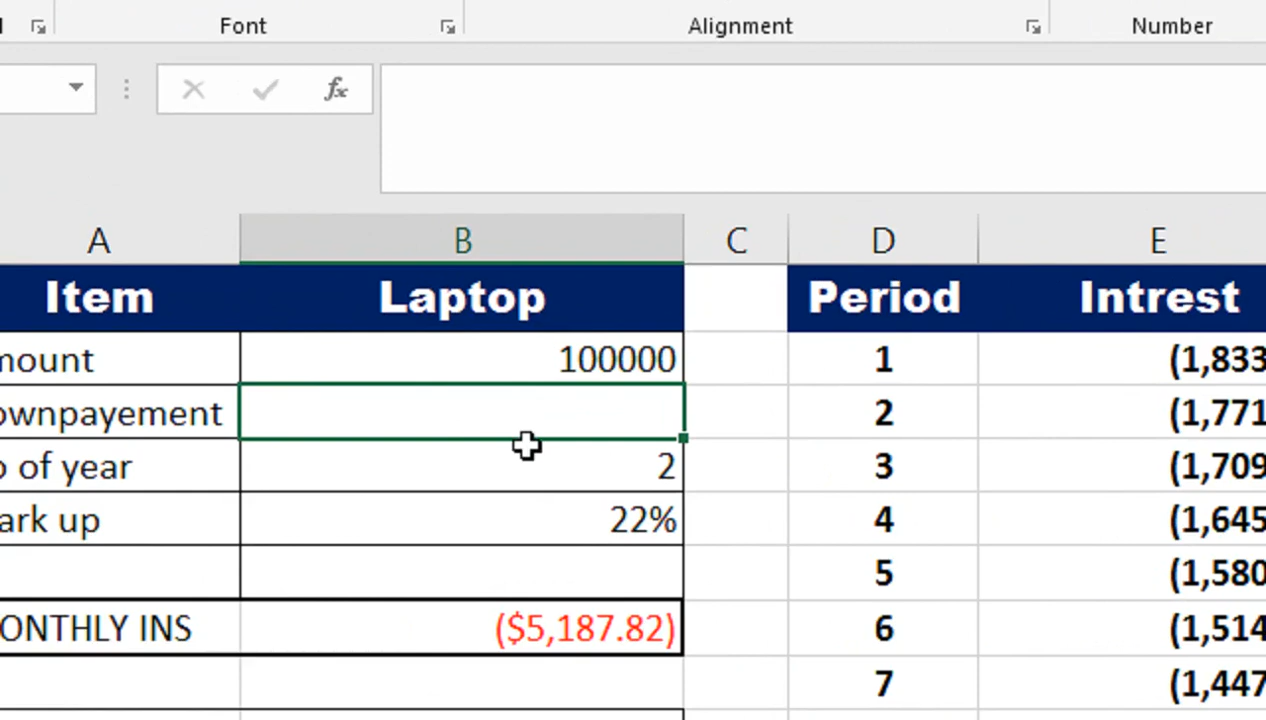 Font Alignment Number
fx
A B C D E
Item Laptop Period Intrest
mount 100000 1 (1,833
ownpayement 2 (1,771
o of year 2 3 (1,709
ark up 22% 4 (1,645
5 (1,580
ONTHLY INS ($5,187.82) 6 (1,514
7 (1,447